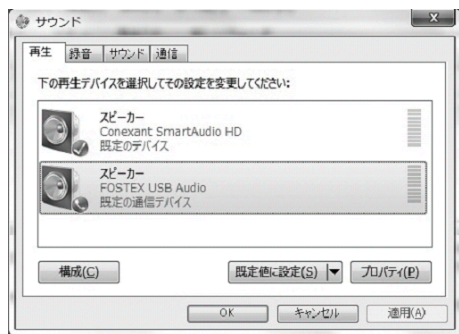 サウンド
再生 録音 サウンド 通信
下の再生デバイスを選択してその設定を変更してください:
スピーカー
Conexant SmartAudio HD
既定のデバイス
スピーカー
FOSTEX USB Audio
既定の通信デバイス
構成(C) 既定値に設定(S) プロパティ(P)
OK キャンセル 適用(A)